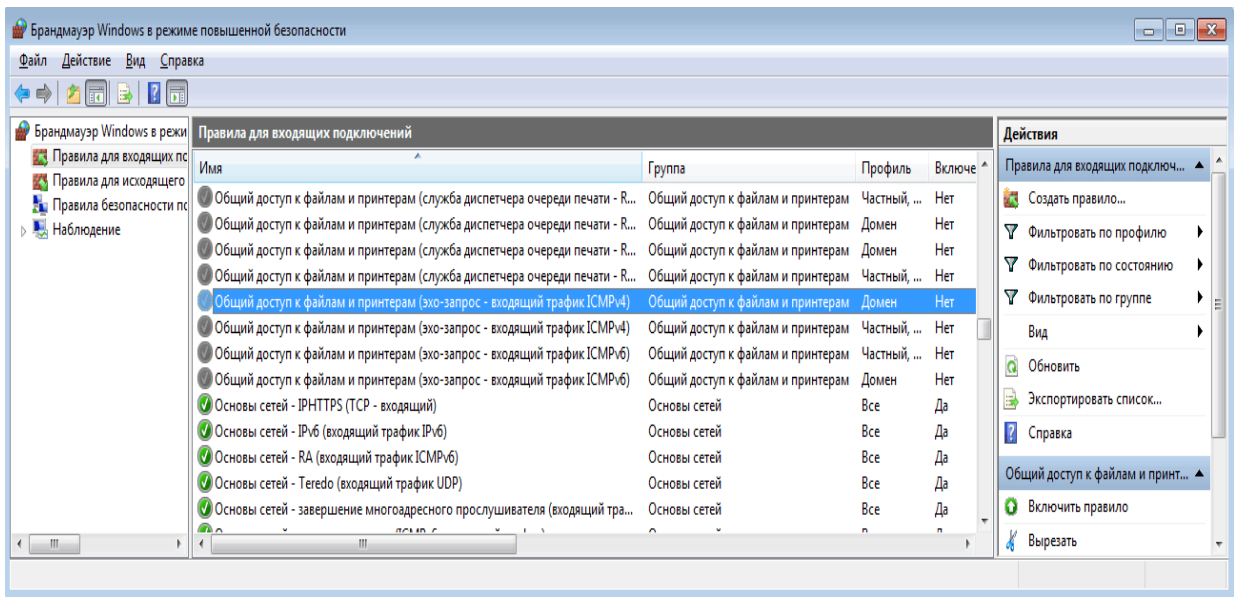 Брандмауэр Windows в режиме повышенной безопасности
Файл Действие Вид Справка
Брандмауэр Windows в режи
Правила для входящих пс
Правила для исходящего
Правила безопасности пс
Наблюдение
Правила для входящих подключений
Имя Группа Профиль Включе
Общий доступ к файлам и принтерам (служба диспетчера очереди печати - R... Общий доступ к файлам и принтерам Частный, ... Нет
Общий доступ к файлам и принтерам (служба диспетчера очереди печати - R... Общий доступ к файлам и принтерам Домен Нет
Общий доступ к файлам и принтерам (служба диспетчера очереди печати - R... Общий доступ к файлам и принтерам Домен Нет
Общий доступ к файлам и принтерам (служба диспетчера очереди печати - R... Общий доступ к файлам и принтерам Частный, ... Нет
Общий доступ к файлам и принтерам (эхо-запрос - входящий трафик ICMPv4) Общий доступ к файлам и принтерам Домен Нет
Общий доступ к файлам и принтерам (эхо-запрос - входящий трафик ICMPv4) Общий доступ к файлам и принтерам Частный, ... Нет
Общий доступ к файлам и принтерам (эхо-запрос - входящий трафик ICMPv6) Общий доступ к файлам и принтерам Частный, ... Нет
Общий доступ к файлам и принтерам (эхо-запрос - входящий трафик ICMPv6) Общий доступ к файлам и принтерам Домен Нет
Основы сетей - IPHTTPS (TCP - входящий) Основы сетей Все Да
Основы сетей - IPv6 (входящий трафик IPv6) Основы сетей Все Да
Основы сетей - RA (входящий трафик ICMPv6) Основы сетей Все Да
Основы сетей - Teredo (входящий трафик UDP) Основы сетей Все Да
Основы сетей - завершение многоадресного прослушивателя (входящий тра... Основы сетей Все Да
Действия
Правила для входящих подключ...
Создать правило...
Фильтровать по профилю
Фильтровать по состоянию
Фильтровать по группе
Вид
Обновить
Экспортировать список...
Справка
Общий доступ к файлам и принт...
Включить правило
Вырезать